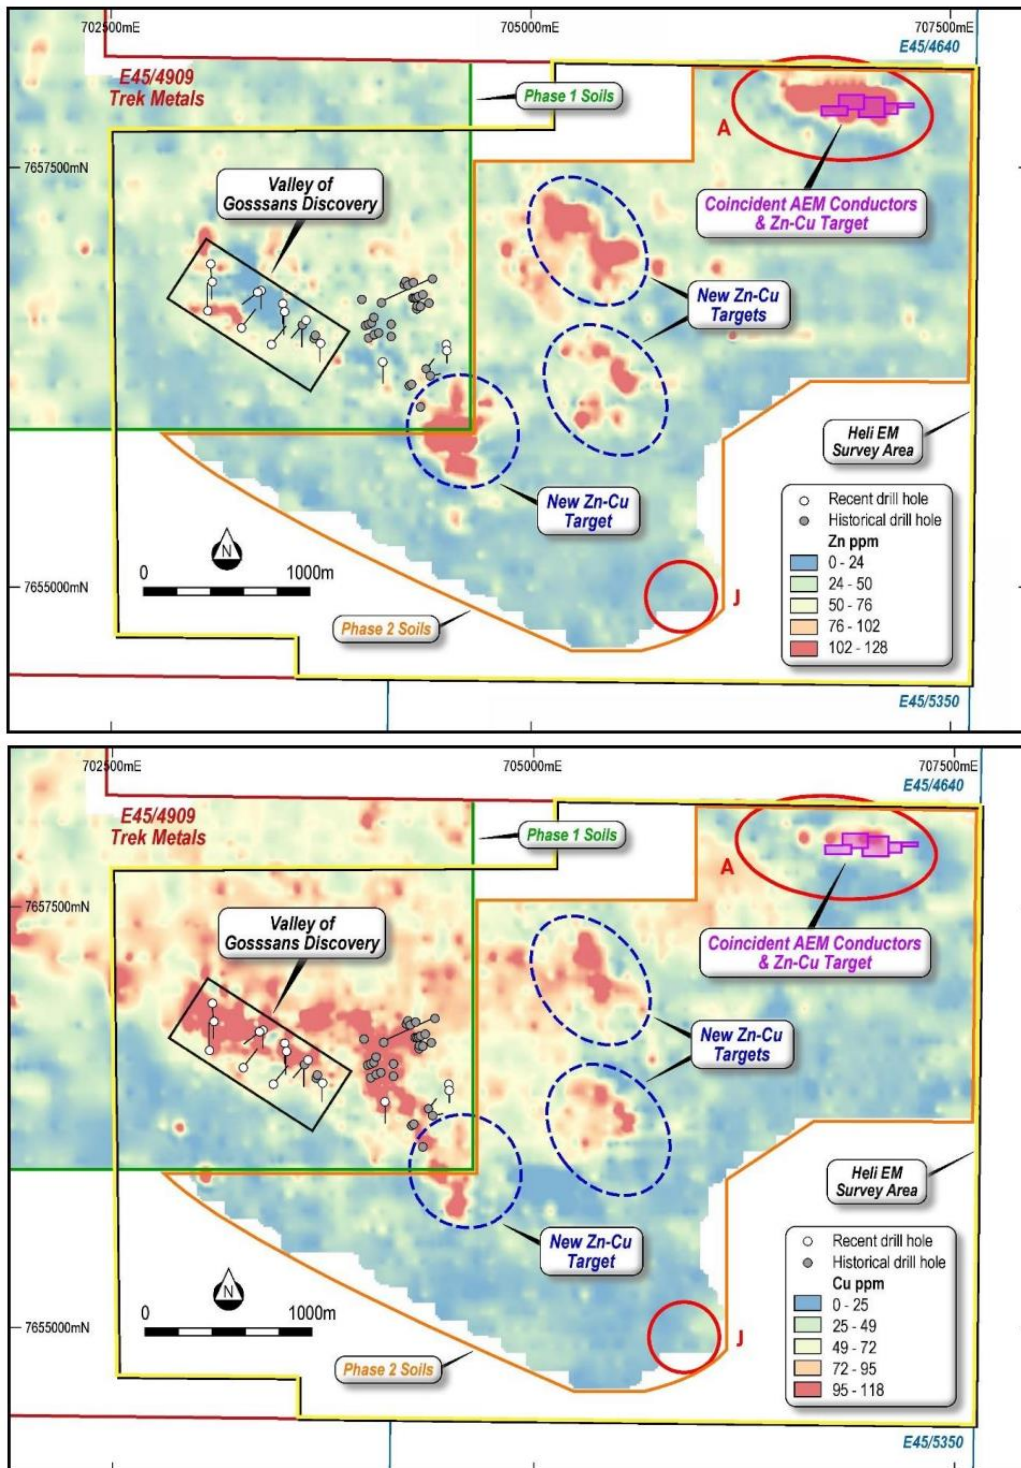 702500mE
705000mE
707500mE
E45/4640
E45/4909
Trek Metals
Phase 1 Soils
A
7657500mN
Valley of
Gosssans Discovery
Coincident AEM Conductors
& Zn-Cu Target
New Zn-Cu
Targets
Heli EM
Survey Area
New Zn-Cu
Target
Recent drill hole
Historical drill hole
Zn ppm
0 - 24
24 - 50
50 - 76
76 - 102
102 - 128
N
0
1000m
7655000mN
J
Phase 2 Soils
E45/5350
702500mE
705000mE
707500mE
E45/4640
E45/4909
Trek Metals
Phase 1 Soils
A
7657500mN
Valley of
Gosssans Discovery
Coincident AEM Conductors
& Zn-Cu Target
New Zn-Cu
Targets
Heli EM
Survey Area
New Zn-Cu
Target
Recent drill hole
Historical drill hole
Cu ppm
0 - 25
25 - 49
49 - 72
72 - 95
95 - 118
N
0
1000m
7655000mN
J
Phase 2 Soils
E45/5350